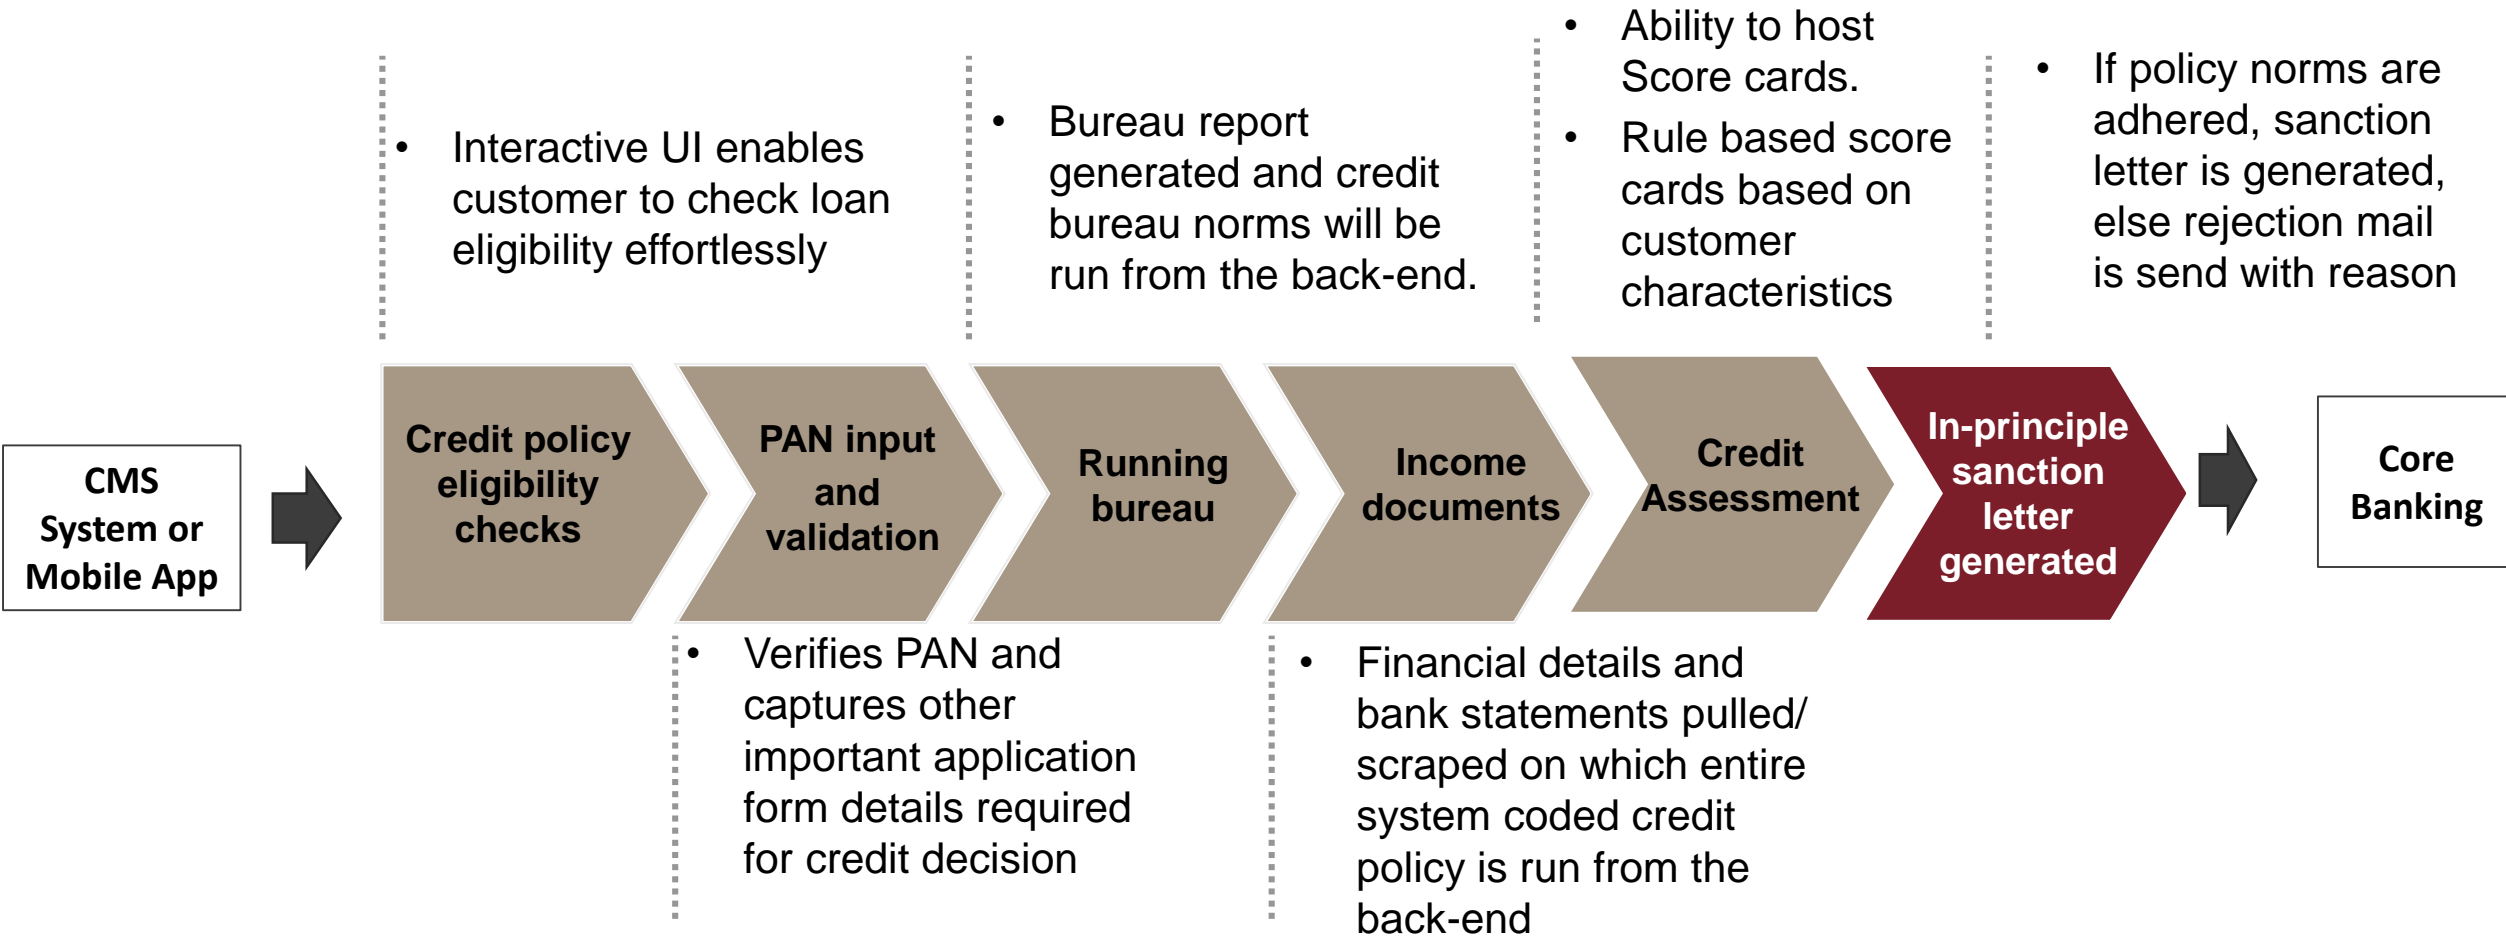 • Ability to host
Score cards.
• Rule based score
cards based on
customer
characteristics
• If policy norms are
adhered, sanction
letter is generated,
else rejection mail
is send with reason
• Bureau report
generated and credit
bureau norms will be
run from the back-end.
• Interactive UI enables
customer to check loan
eligibility effortlessly
CMS
System or
Mobile App
Credit policy
eligibility
checks
PAN input
and
validation
Running
bureau
Income
documents
Credit
Assessment
In-principle
sanction
letter
generated
Core
Banking
• Verifies PAN and
captures other
important application
form details required
for credit decision
• Financial details and
bank statements pulled/
scraped on which entire
system coded credit
policy is run from the
back-end